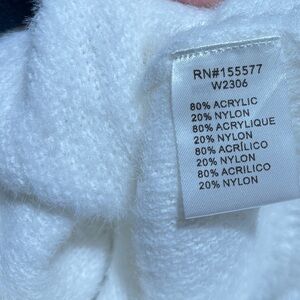 RN#155577
W2306
80% ACRYLIC
20% NYLON
80% ACRYLIQUE
20% NYLON
80% ACRÍLICO
20% NYLON
80% ACRILICO
20% NYLON